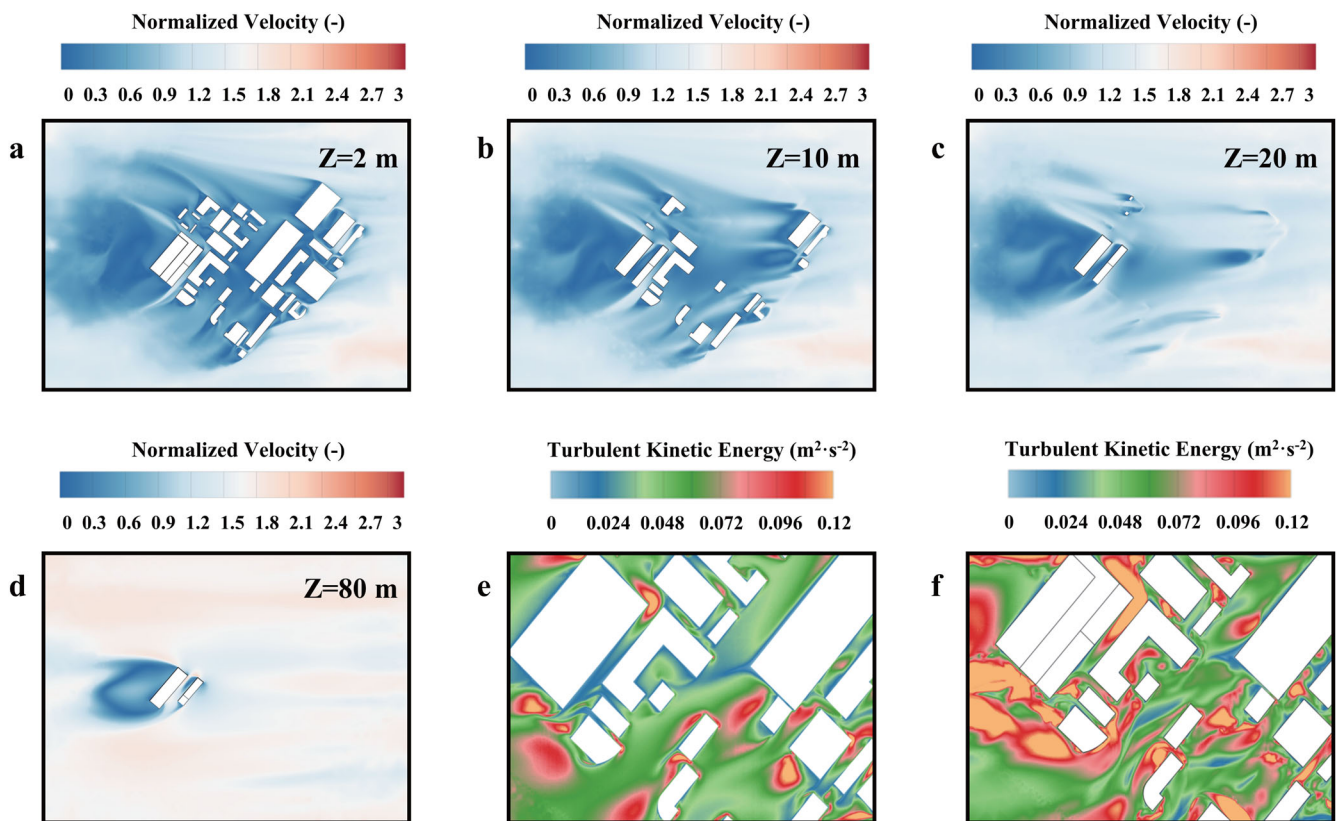 Normalized Velocity (-)
0 0.3 0.6 0.9 1.2 1.5 1.8 2.1 2.4 2.7 3
a
Z=2 m
Normalized Velocity (-)
0 0.3 0.6 0.9 1.2 1.5 1.8 2.1 2.4 2.7 3
b
Z=10 m
Normalized Velocity (-)
0 0.3 0.6 0.9 1.2 1.5 1.8 2.1 2.4 2.7 3
c
Z=20 m
Normalized Velocity (-)
0 0.3 0.6 0.9 1.2 1.5 1.8 2.1 2.4 2.7 3
d
Z=80 m
Turbulent Kinetic Energy (m²·s⁻²)
0 0.024 0.048 0.072 0.096 0.12
e
Turbulent Kinetic Energy (m²·s⁻²)
0 0.024 0.048 0.072 0.096 0.12
f